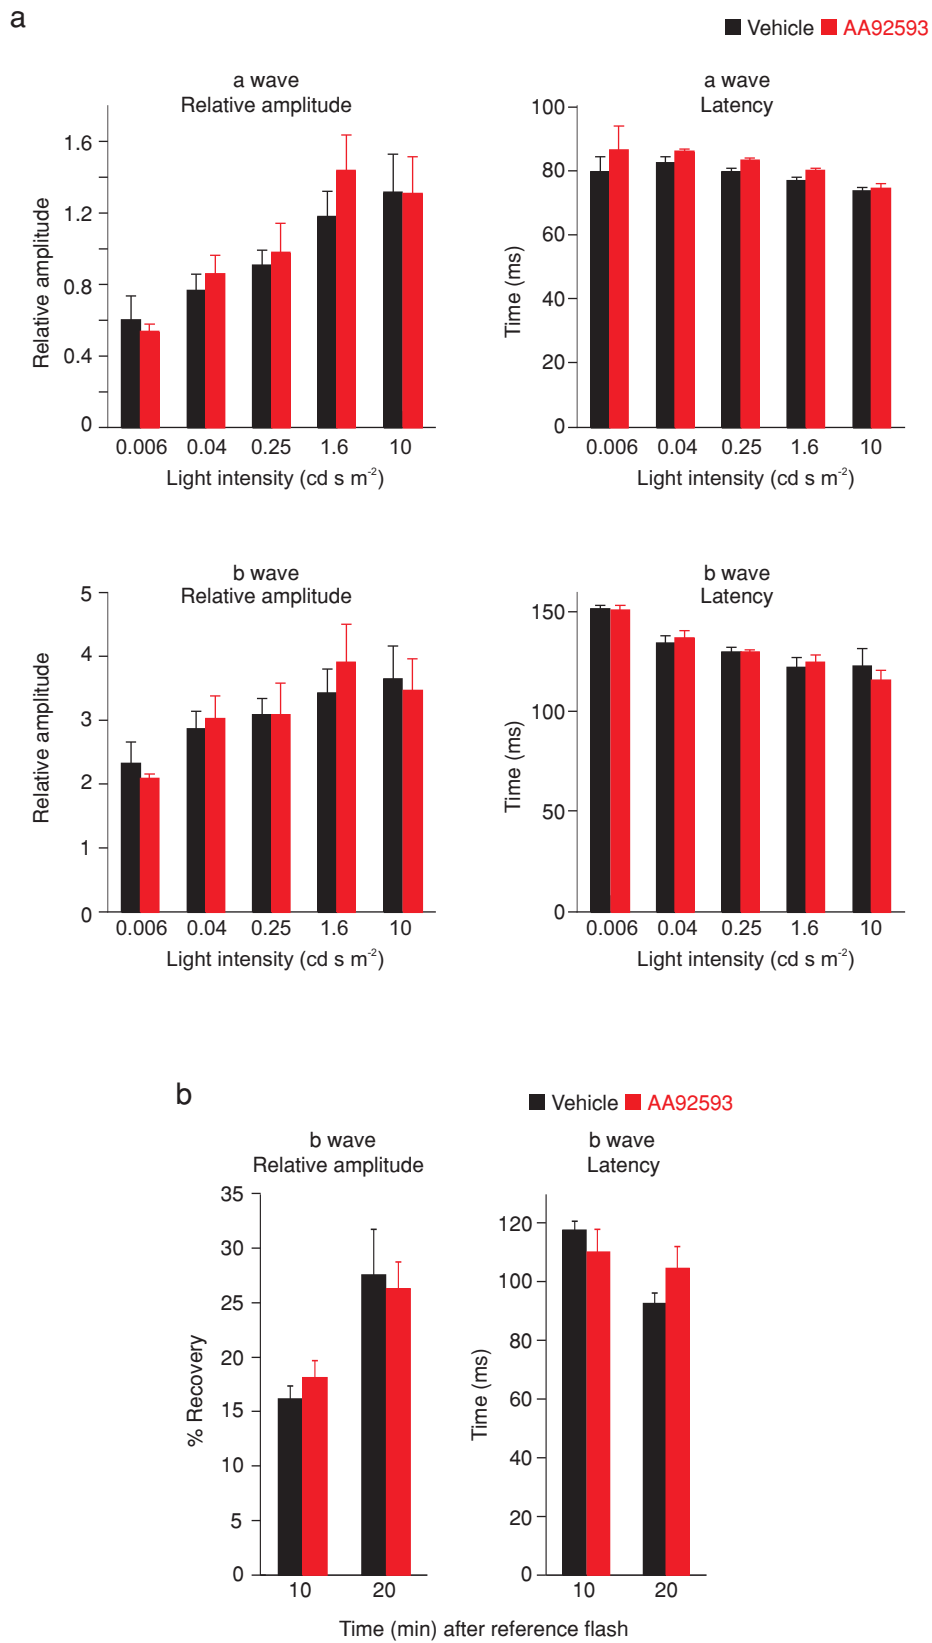 a
Vehicle AA92593
a wave
Relative amplitude
Relative amplitude
1.6
1.2
0.8
0.4
0
0.006 0.04 0.25 1.6 10
Light intensity (cd s m-2)
a wave
Latency
Time (ms)
100
80
60
40
20
0
0.006 0.04 0.25 1.6 10
Light intensity (cd s m-2)
b wave
Relative amplitude
Relative amplitude
5
4
3
2
1
0
0.006 0.04 0.25 1.6 10
Light intensity (cd s m-2)
b wave
Latency
Time (ms)
150
100
50
0
0.006 0.04 0.25 1.6 10
Light intensity (cd s m-2)
b
Vehicle AA92593
b wave
Relative amplitude
% Recovery
35
30
25
20
15
10
5
0
10 20
b wave
Latency
Time (ms)
120
100
80
60
40
20
0
10 20
Time (min) after reference flash